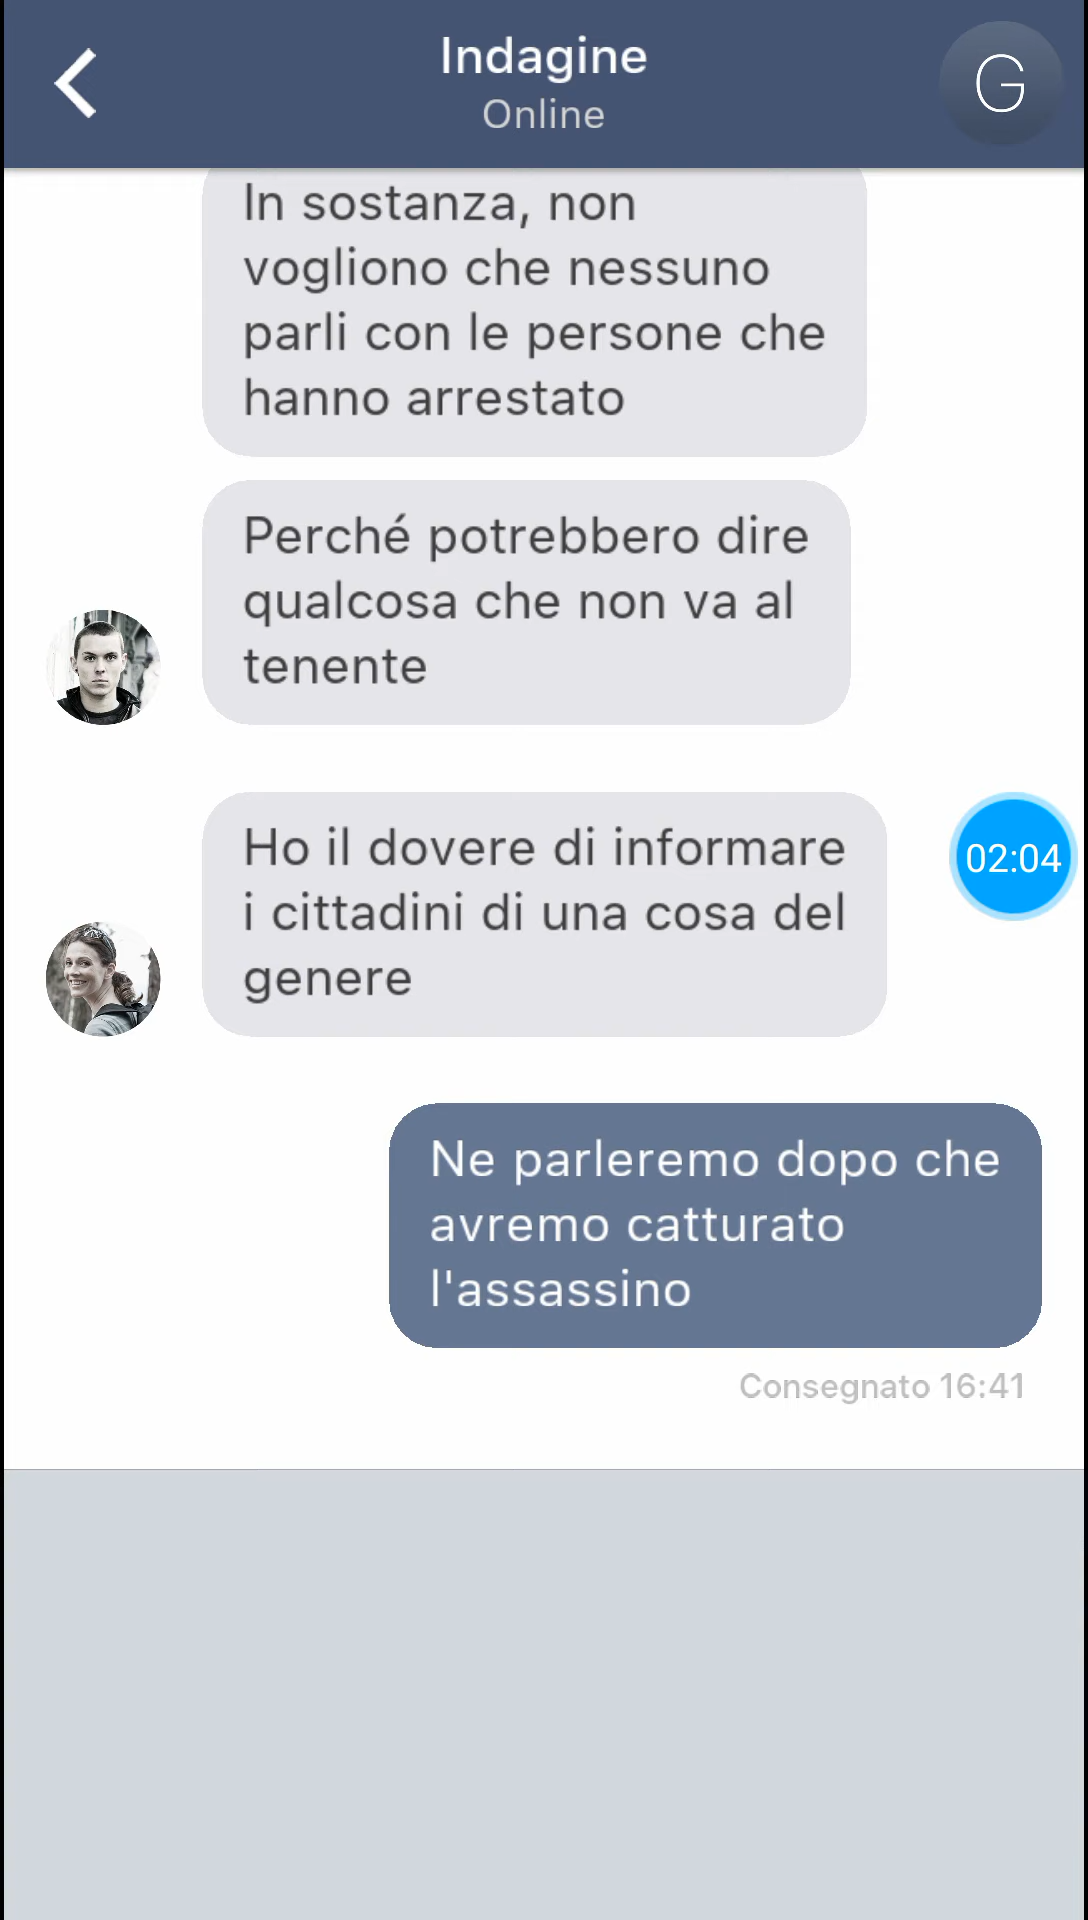 Indagine
Online
G
In sostanza, non
vogliono che nessuno
parli con le persone che
hanno arrestato
Perché potrebbero dire
qualcosa che non va al
tenente
Ho il dovere di informare
i cittadini di una cosa del
genere
02:04
Ne parleremo dopo che
avremo catturato
l'assassino
Consegnato 16:41